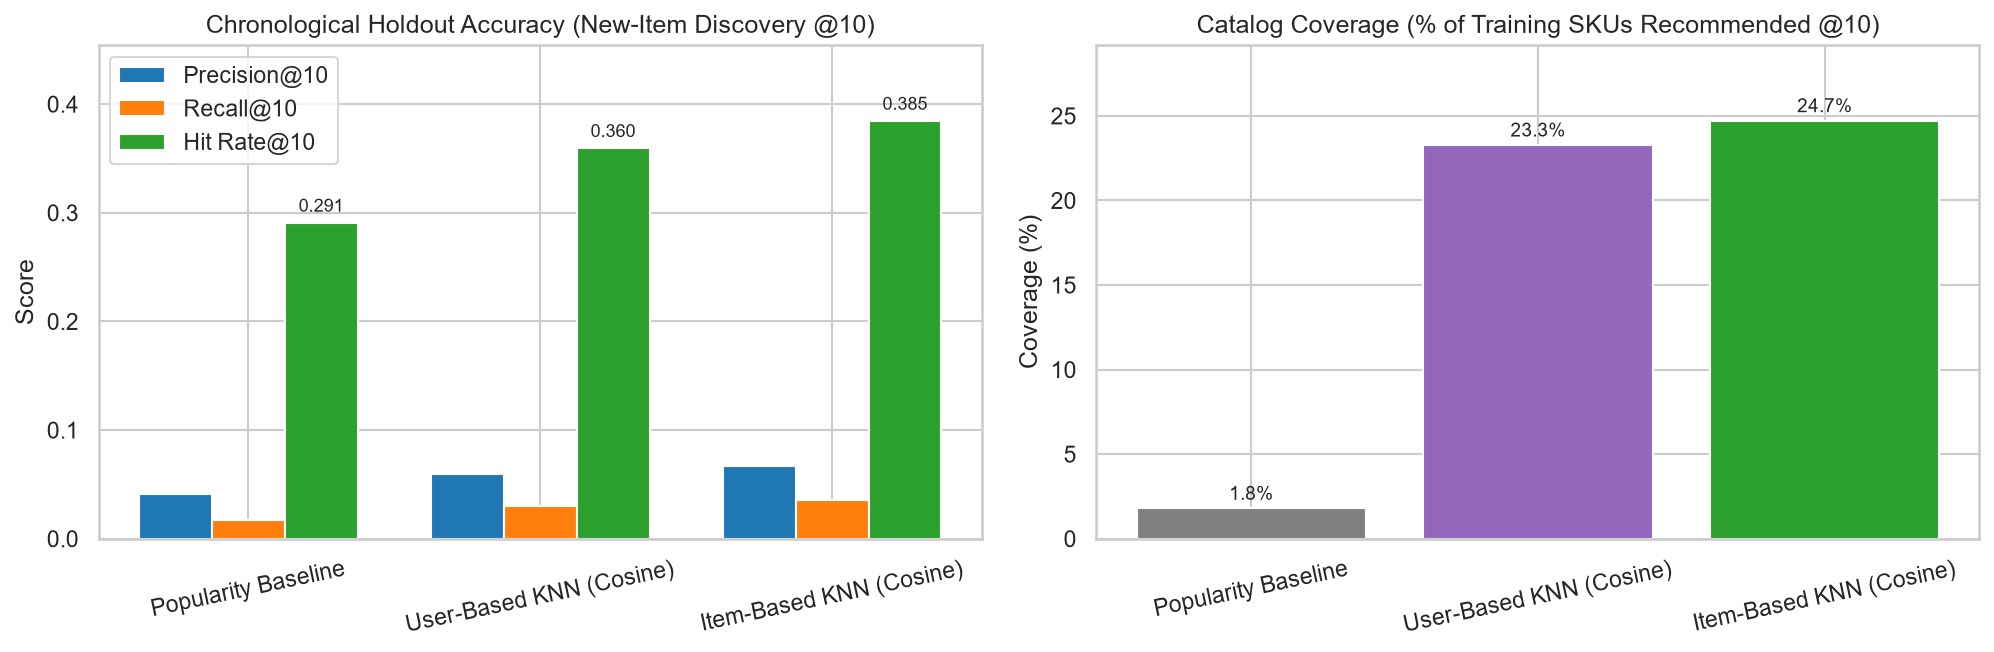 Chronological Holdout Accuracy (New-Item Discovery @10)
Precision@10
Recall@10
Hit Rate@10
Score
0.4
0.3
0.2
0.1
0.0
0.291
0.360
0.385
Popularity Baseline
User-Based KNN (Cosine)
Item-Based KNN (Cosine)
Catalog Coverage (% of Training SKUs Recommended @10)
Coverage (%)
25
20
15
10
5
0
1.8%
23.3%
24.7%
Popularity Baseline
User-Based KNN (Cosine)
Item-Based KNN (Cosine)